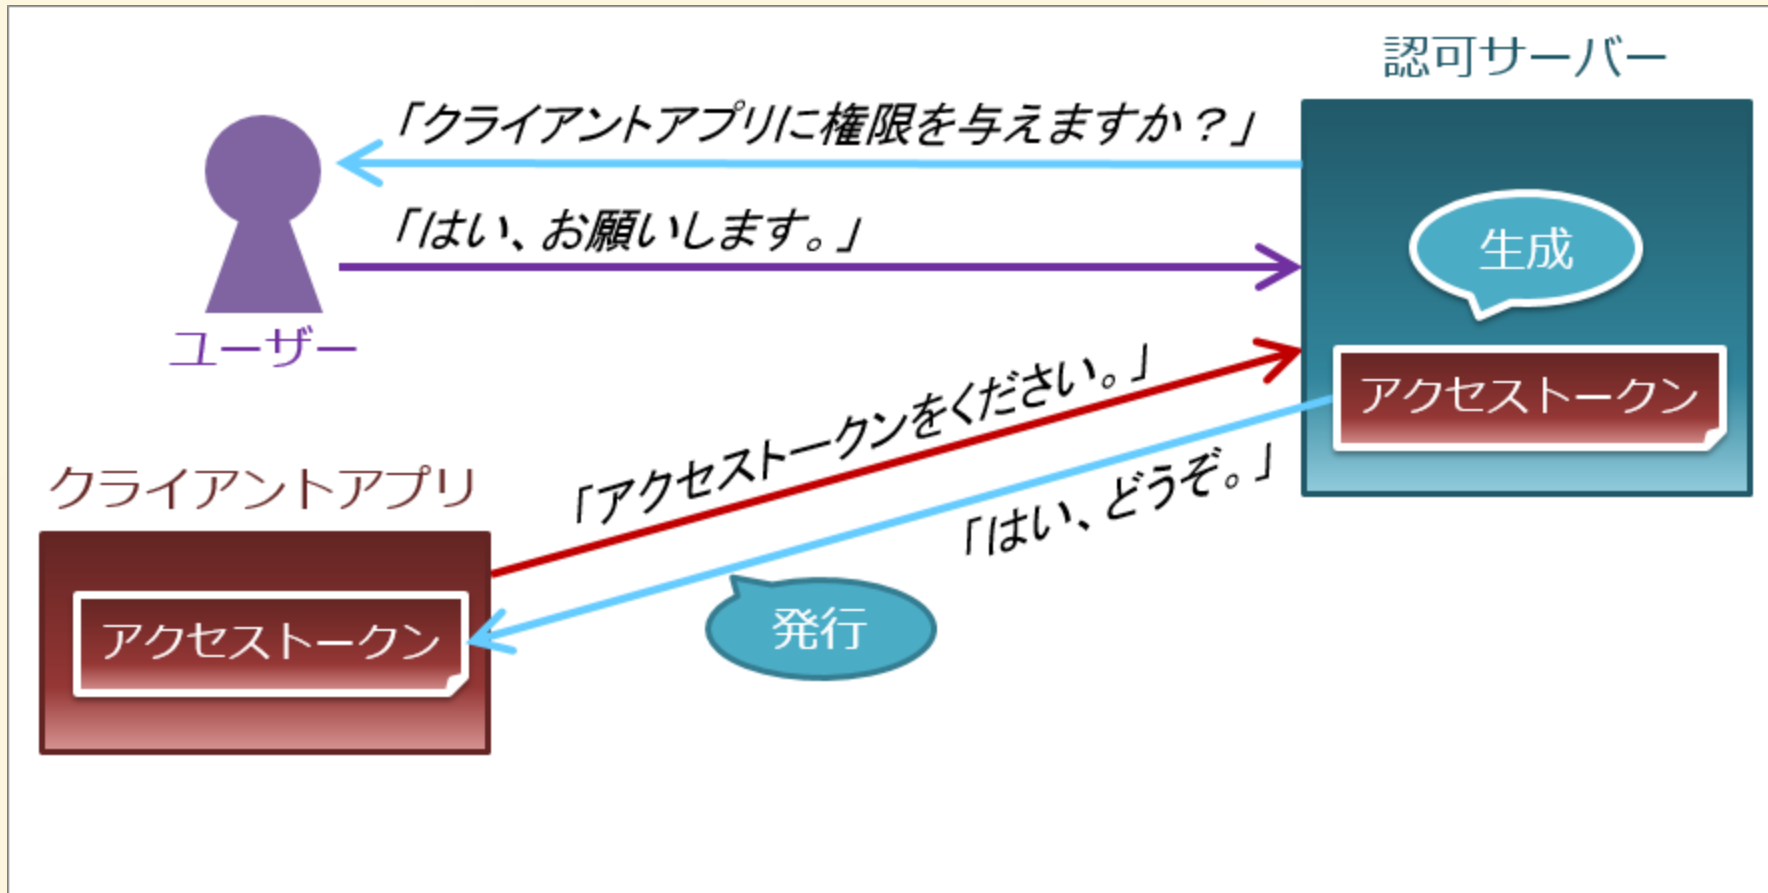 認可サーバー
「クライアントアプリに権限を与えますか？」
「はい、お願いします。」
生成
ユーザー
「アクセストークンをください。」
アクセストークン
「はい、どうぞ。」
クライアントアプリ
アクセストークン
発行